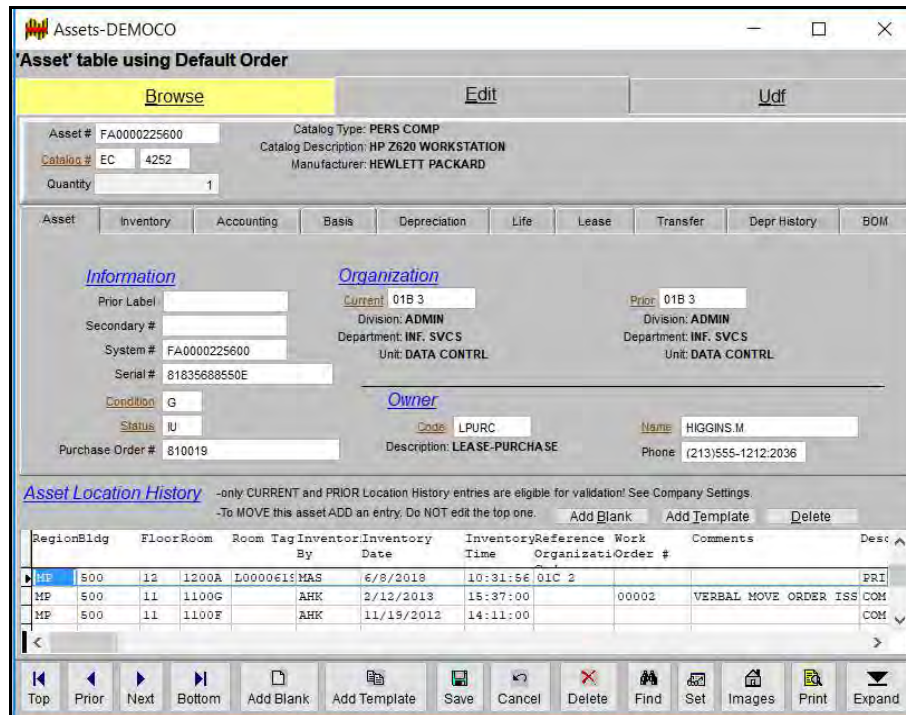 Assets-DEMOCO
'Asset' table using Default Order
Browse Edit Udf
Asset # FA0000225600 Catalog Type: PERS COMP
Catalog # EC 4252 Catalog Description: HP Z620 WORKSTATION
Manufacturer: HEWLETT PACKARD
Quantity 1
Asset Inventory Accounting Basis Depreciation Life Lease Transfer Depr History BOM
Information Organization
Prior Label Current 01B 3 Prior 01B 3
Division: ADMIN Division: ADMIN
Secondary # Department: INF. SVCS Department: INF. SVCS
System # FA0000225600 Unit: DATA CONTRL Unit: DATA CONTRL
Serial # 81835688550E
Condition G Owner
Status IU Code LPURC Name HIGGINS.M
Purchase Order # 810019 Description: LEASE-PURCHASE Phone (213)555-1212:2036
Asset Location History -only CURRENT and PRIOR Location History entries are eligible for validation! See Company Settings.
-To MOVE this asset ADD an entry. Do NOT edit the top one. Add Blank Add Template Delete
Region Bldg Floor Room Room Tag Inventor Inventory Inventory Reference Work Comments Desc
By Date Time Organizati Order #
MP 500 12 1200A L0000619 MAS 6/8/2018 10:31:56 01C 2 PRI
MP 500 11 1100G AHK 2/12/2013 15:37:00 00002 VERBAL MOVE ORDER ISS COM
MP 500 11 1100F AHK 11/19/2012 14:11:00 COM
Top Prior Next Bottom Add Blank Add Template Save Cancel Delete Find Set Images Print Expand